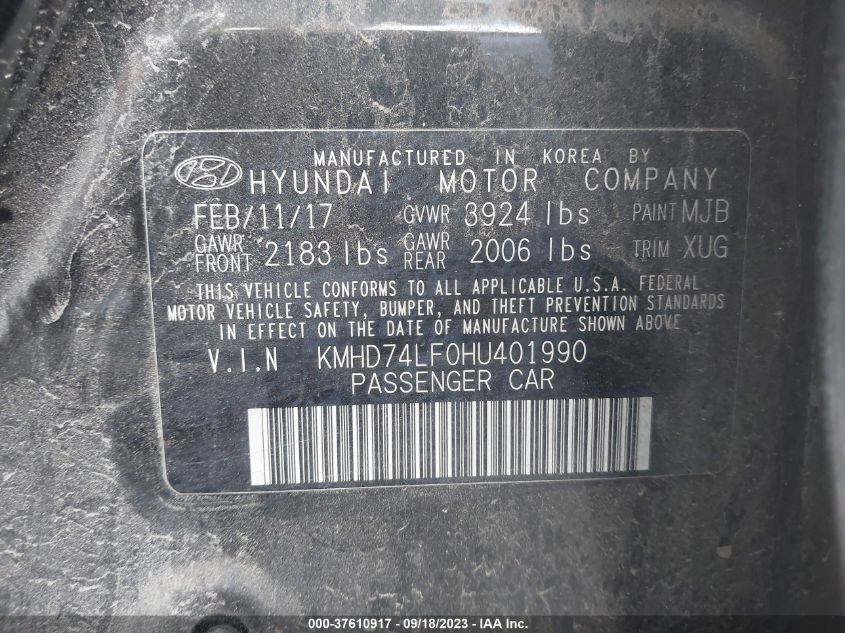 MANUFACTURED IN KOREA BY
HYUNDAI MOTOR COMPANY
FEB/11/17 GVWR 3924 lbs PAINT MJB
GAWR FRONT 2183 lbs GAWR REAR 2006 lbs TRIM XUG
THIS VEHICLE CONFORMS TO ALL APPLICABLE U.S.A. FEDERAL
MOTOR VEHICLE SAFETY, BUMPER, AND THEFT PREVENTION STANDARDS
IN EFFECT ON THE DATE OF MANUFACTURE SHOWN ABOVE
V.I.N KMHD74LF0HU401990
PASSENGER CAR
000-37610917 - 09/18/2023 - IAA Inc.